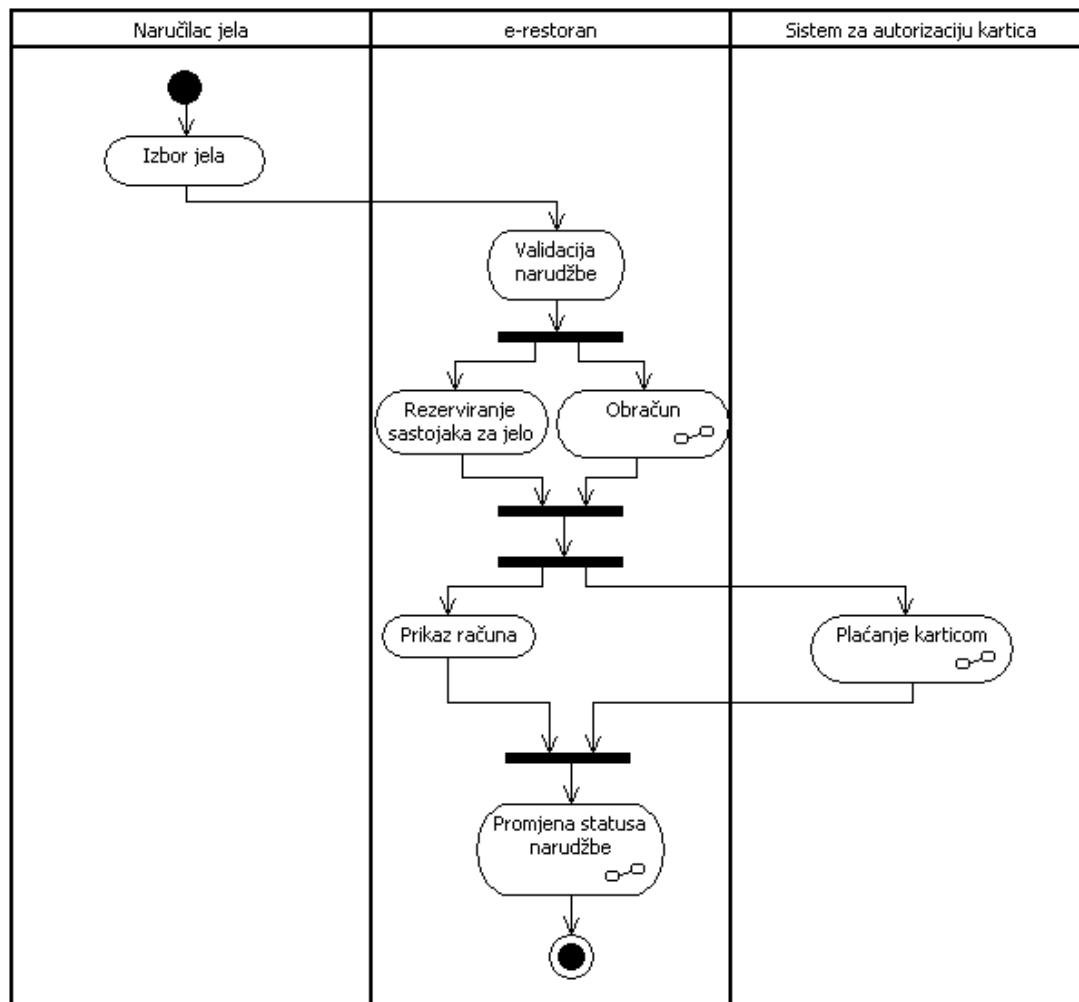 Naručilac jela
e-restoran
Sistem za autorizaciju kartica
Izbor jela
Validacija
narudžbe
Rezerviranje
sastojaka za jelo
Obračun
Prikaz računa
Plaćanje karticom
Promjena statusa
narudžbe